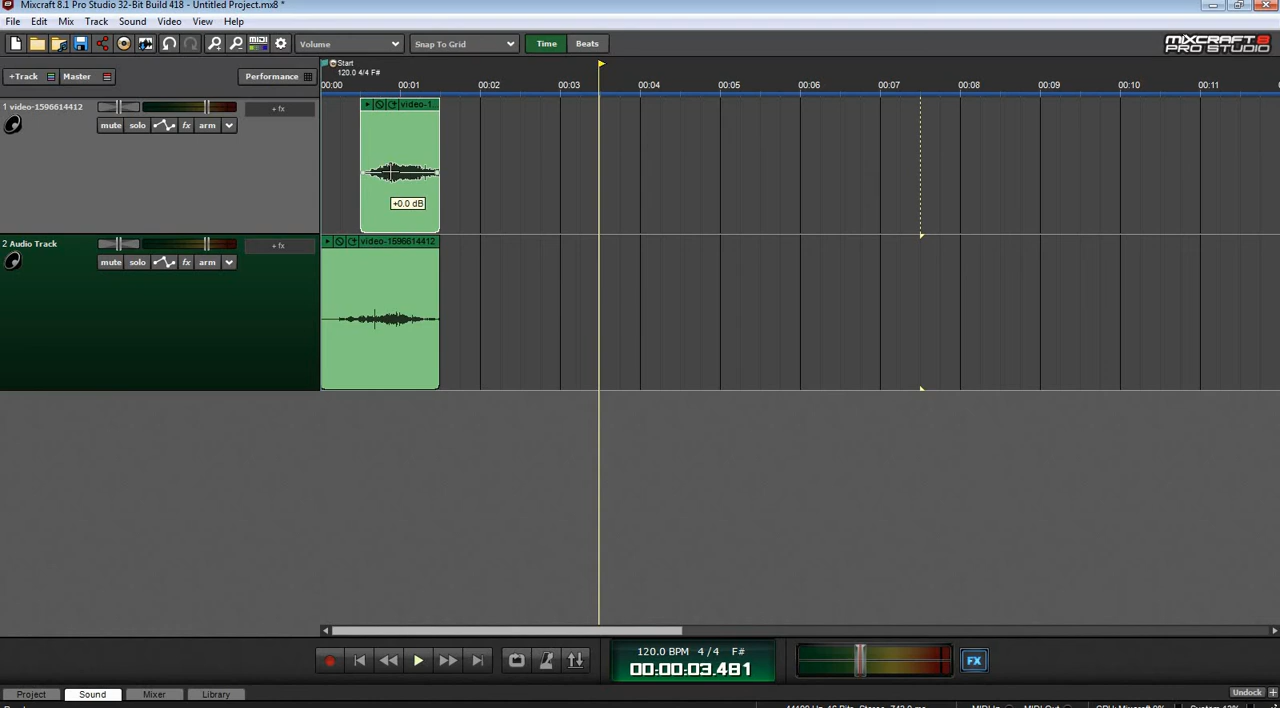 Mixcraft 8.1 Pro Studio 32-Bit Build 418 - Untitled Project.mx8 *
File Edit Mix Track Sound Video View Help
Volume Snap To Grid Time Beats MIXCRAFT 8 PRO STUDIO
+Track Master Performance
Start
120.0 4/4 F#
00:00 00:01 00:02 00:03 00:04 00:05 00:06 00:07 00:08 00:09 00:10 00:11
1 video-1596614412 + fx
mute solo fx arm
video-1...
+0.0 dB
2 Audio Track + fx
mute solo fx arm
video-1596614412
120.0 BPM 4/4 F#
00:00:03.481
FX
Project Sound Mixer Library Undock